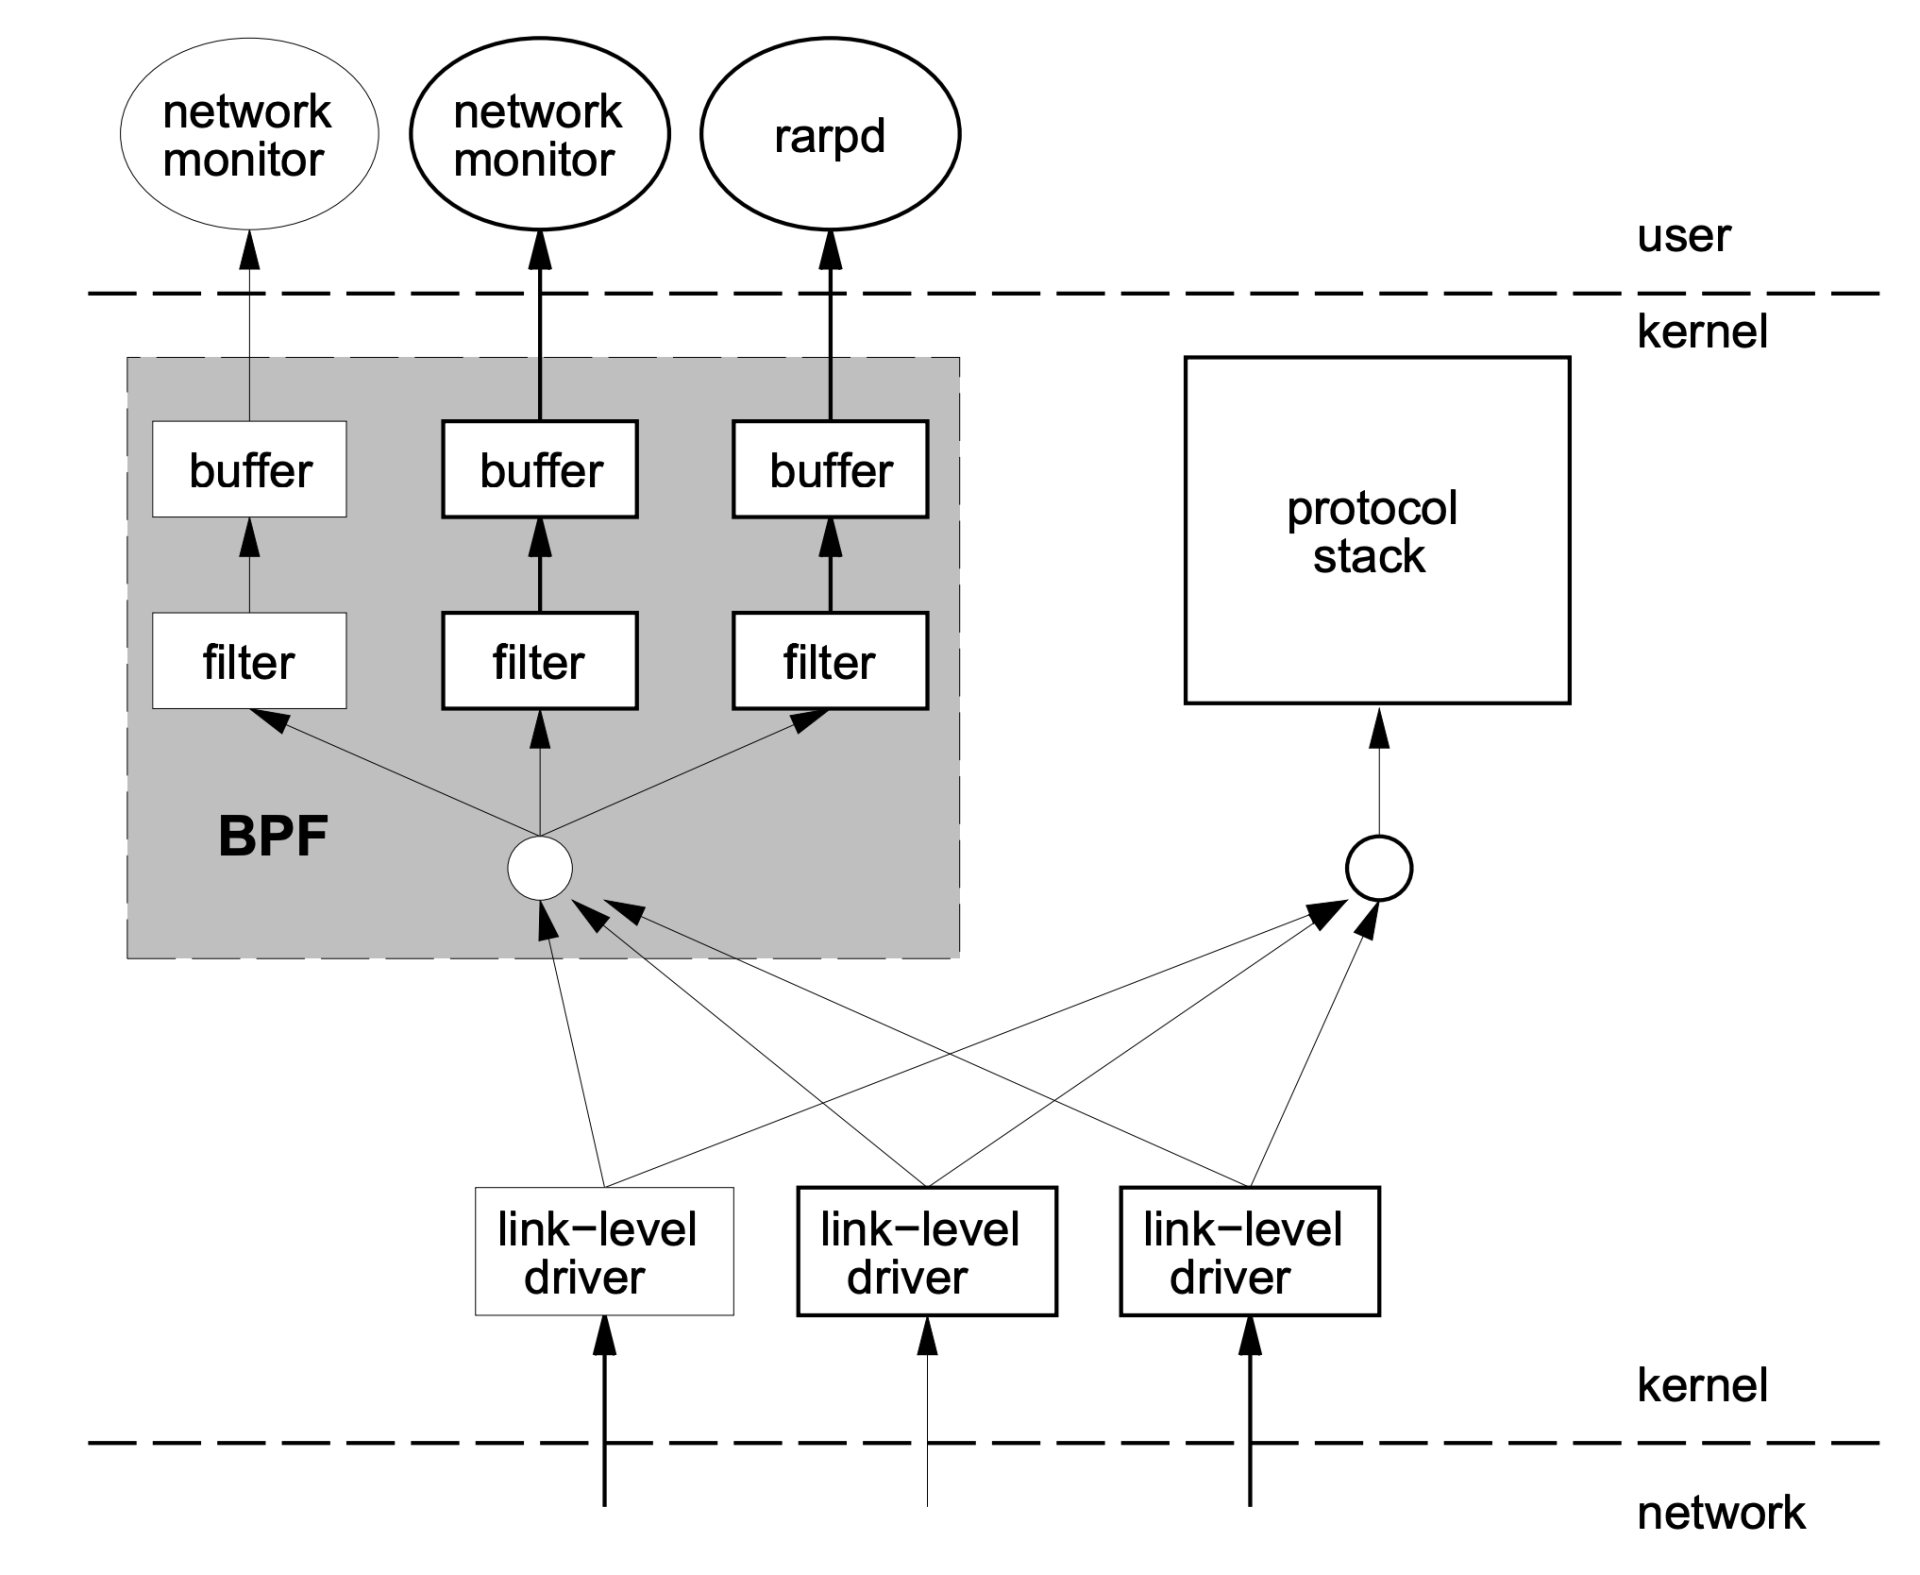 network
monitor
network
monitor
rarpd
user
kernel
buffer
buffer
buffer
protocol
stack
filter
filter
filter
BPF
link−level
driver
link−level
driver
link−level
driver
kernel
network